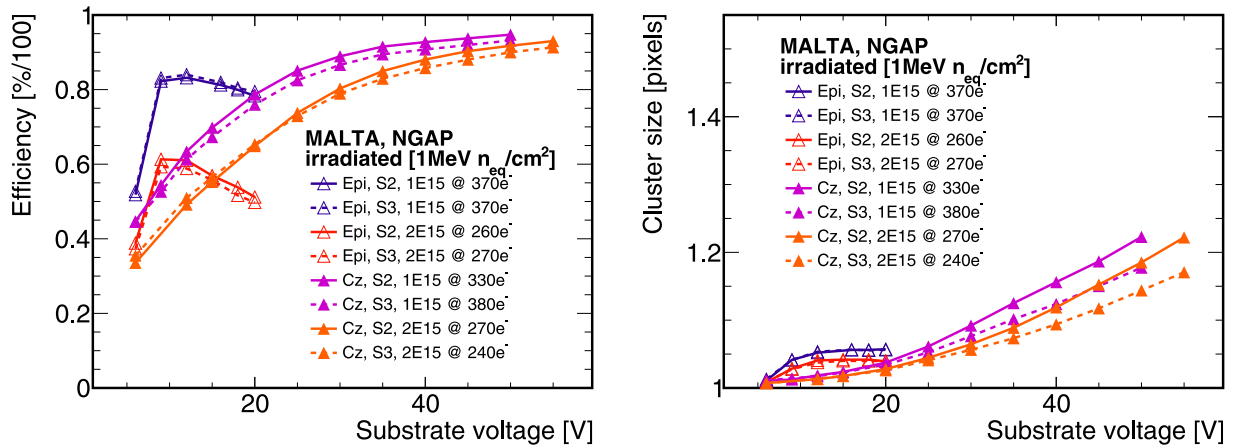 Efficiency [%/100]
1
0.8
0.6
0.4
0.2
0
20
40
Substrate voltage [V]
MALTA, NGAP
irradiated [1MeV n_eq/cm²]
Epi, S2, 1E15 @ 370e⁻
Epi, S3, 1E15 @ 370e⁻
Epi, S2, 2E15 @ 260e⁻
Epi, S3, 2E15 @ 270e⁻
Cz, S2, 1E15 @ 330e⁻
Cz, S3, 1E15 @ 380e⁻
Cz, S2, 2E15 @ 270e⁻
Cz, S3, 2E15 @ 240e⁻
Cluster size [pixels]
1.4
1.2
1
20
40
Substrate voltage [V]
MALTA, NGAP
irradiated [1MeV n_eq/cm²]
Epi, S2, 1E15 @ 370e⁻
Epi, S3, 1E15 @ 370e⁻
Epi, S2, 2E15 @ 260e⁻
Epi, S3, 2E15 @ 270e⁻
Cz, S2, 1E15 @ 330e⁻
Cz, S3, 1E15 @ 380e⁻
Cz, S2, 2E15 @ 270e⁻
Cz, S3, 2E15 @ 240e⁻